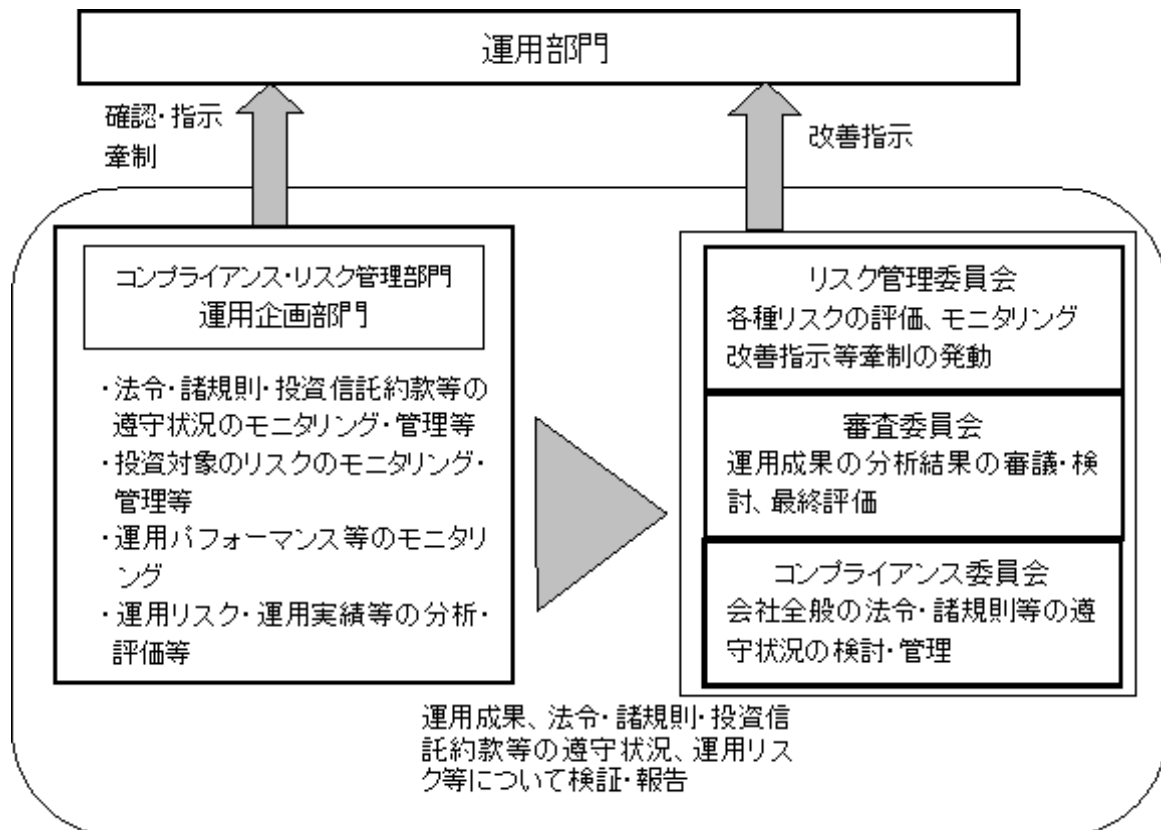 運用部門
確認・指示
牽制
改善指示
コンプライアンス・リスク管理部門
運用企画部門
・法令・諸規則・投資信託約款等の
遵守状況のモニタリング・管理等
・投資対象のリスクのモニタリング・
管理等
・運用パフォーマンス等のモニタリ
ング
・運用リスク・運用実績等の分析・
評価等
リスク管理委員会
各種リスクの評価、モニタリング
改善指示等牽制の発動
審査委員会
運用成果の分析結果の審議・検
討、最終評価
コンプライアンス委員会
会社全般の法令・諸規則等の遵
守状況の検討・管理
運用成果、法令・諸規則・投資信
託約款等の遵守状況、運用リス
ク等について検証・報告